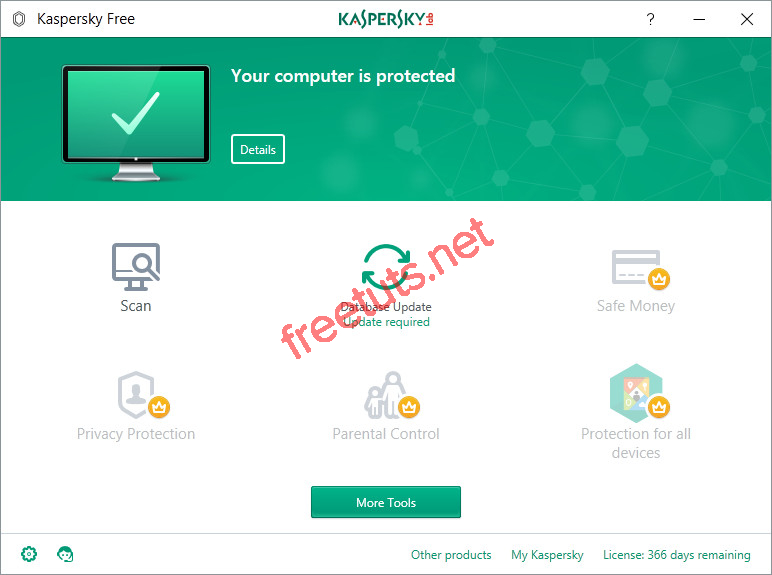 Kaspersky Free
KASPERSKY lab
?
Your computer is protected
Details
Scan
Database Update
Update required
Safe Money
freetuts.net
Privacy Protection
Parental Control
Protection for all
devices
More Tools
Other products
My Kaspersky
License: 366 days remaining